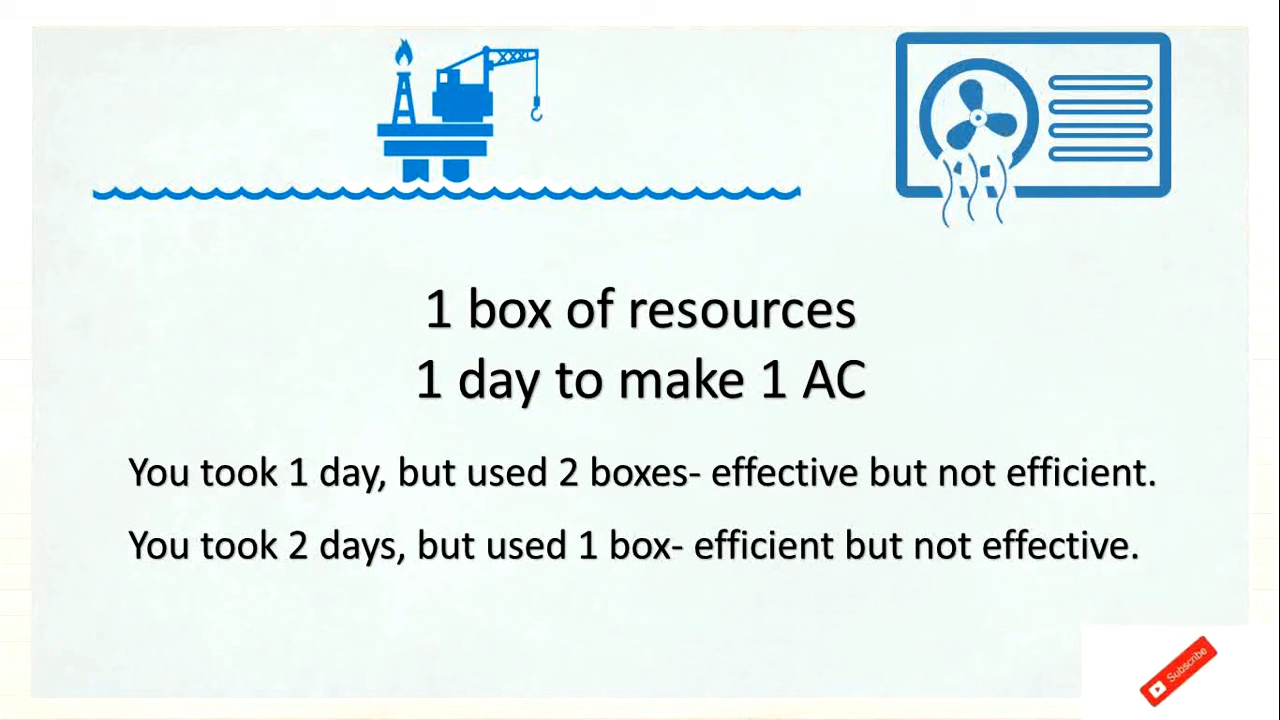 1 box of resources
1 day to make 1 AC
You took 1 day, but used 2 boxes- effective but not efficient.
You took 2 days, but used 1 box- efficient but not effective.
Subscribe